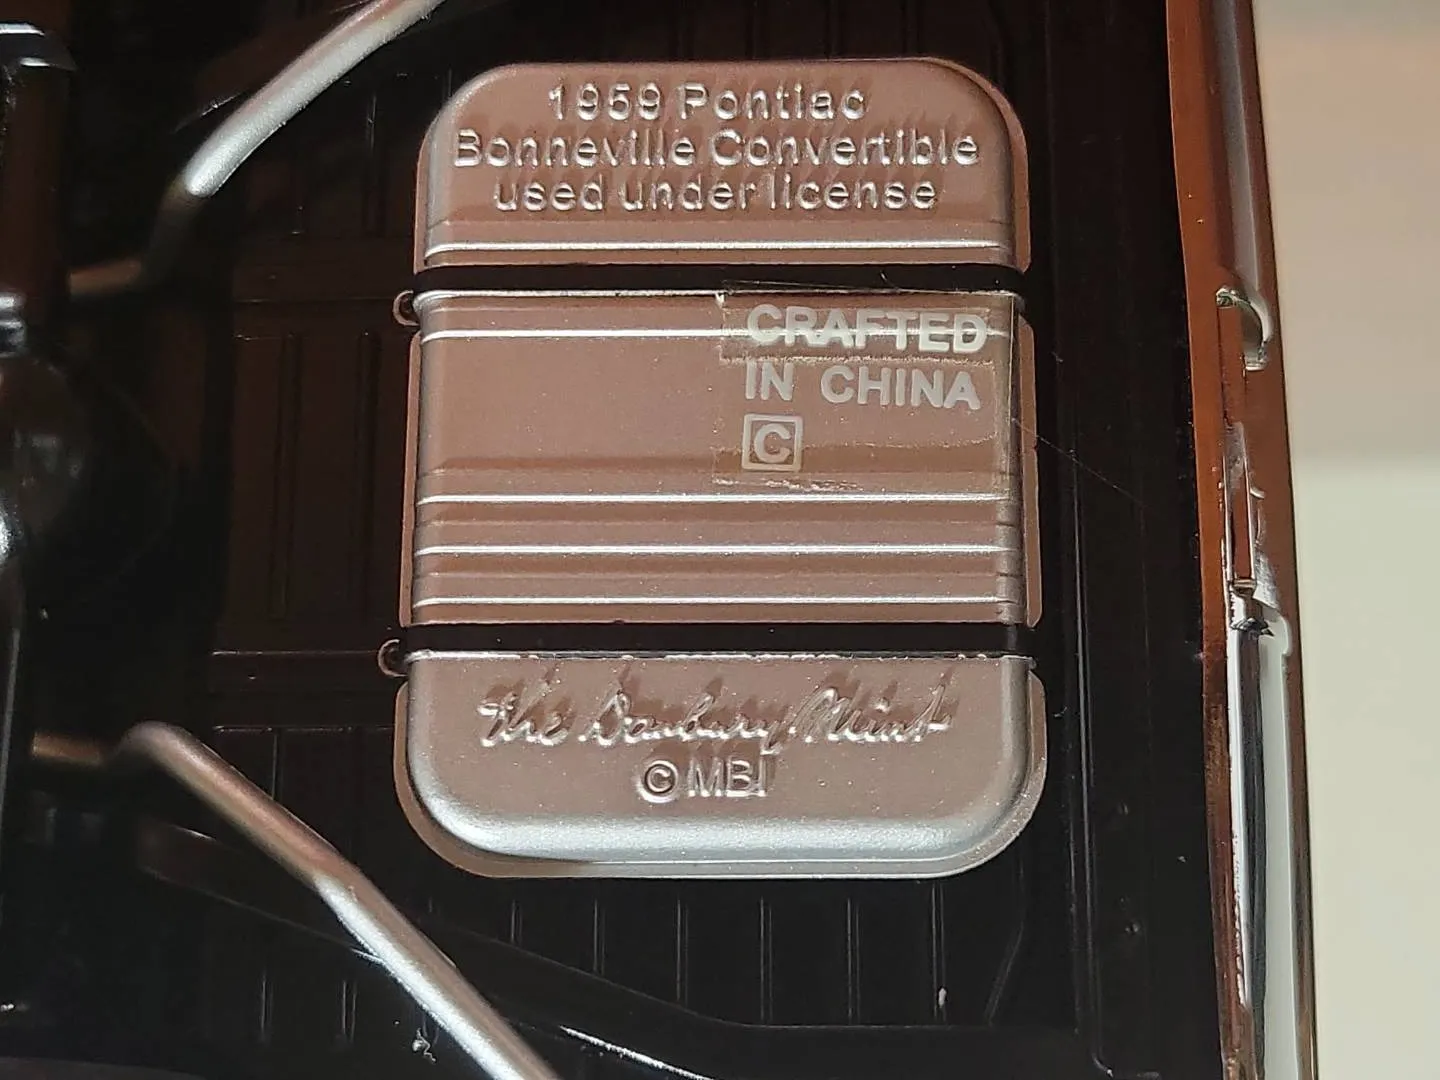 1959 Pontiac
Bonneville Convertible
used under license
CRAFTED
IN CHINA
C
The Danbury Mint
© MBI